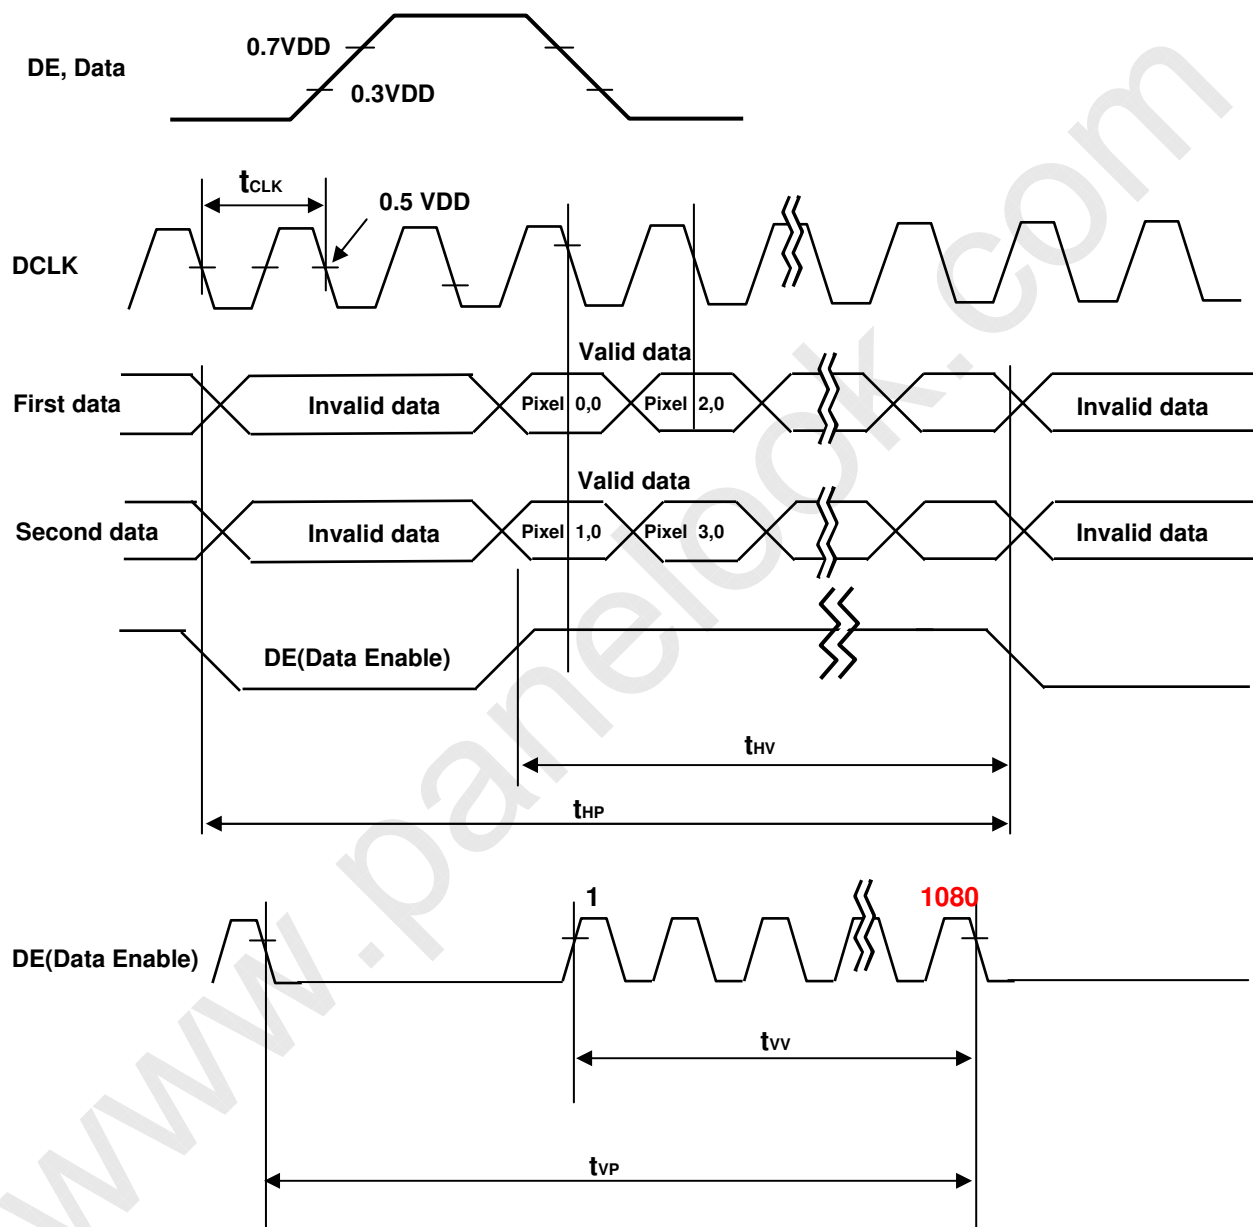 0.7VDD
DE, Data
0.3VDD
tCLK
0.5 VDD
DCLK
Valid data
First data
Invalid data
Pixel 0,0
Pixel 2,0
Invalid data
Valid data
Second data
Invalid data
Pixel 1,0
Pixel 3,0
Invalid data
DE(Data Enable)
tHV
tHP
1
1080
DE(Data Enable)
tVV
tVP
www.panelook.com